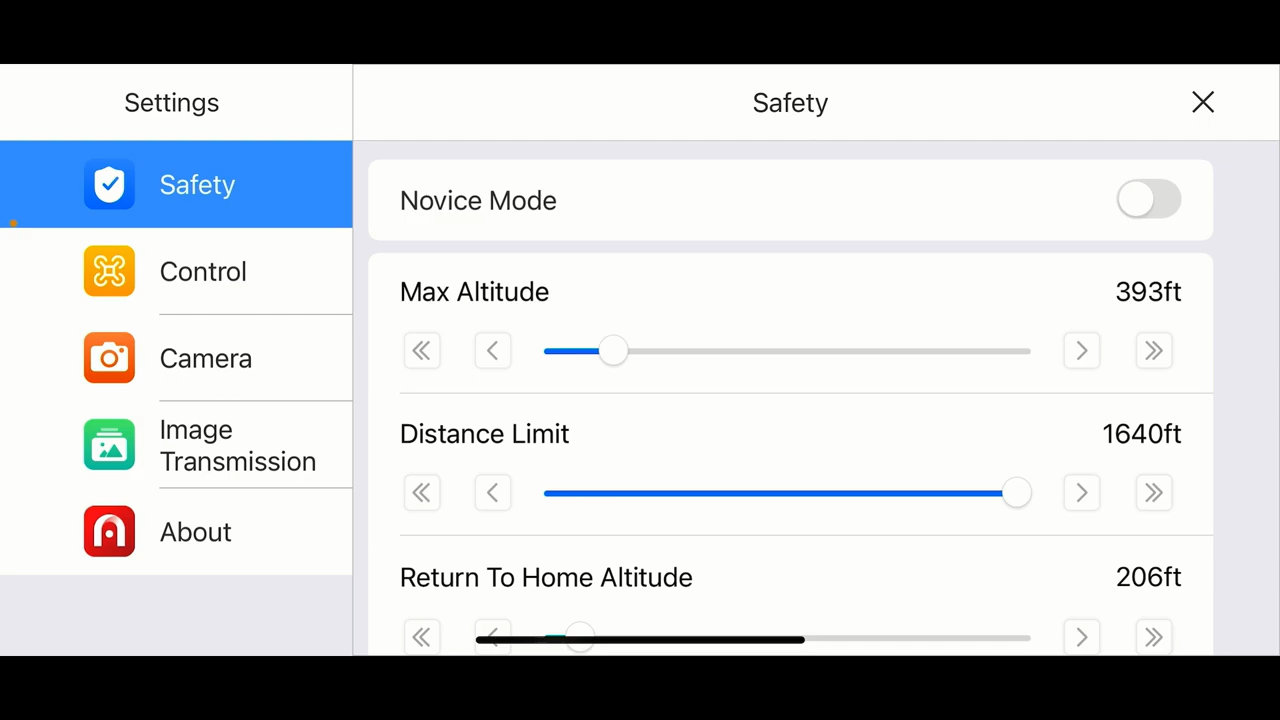 Settings
Safety
Safety
Control
Camera
Image
Transmission
About
Novice Mode
Max Altitude 393ft
Distance Limit 1640ft
Return To Home Altitude 206ft